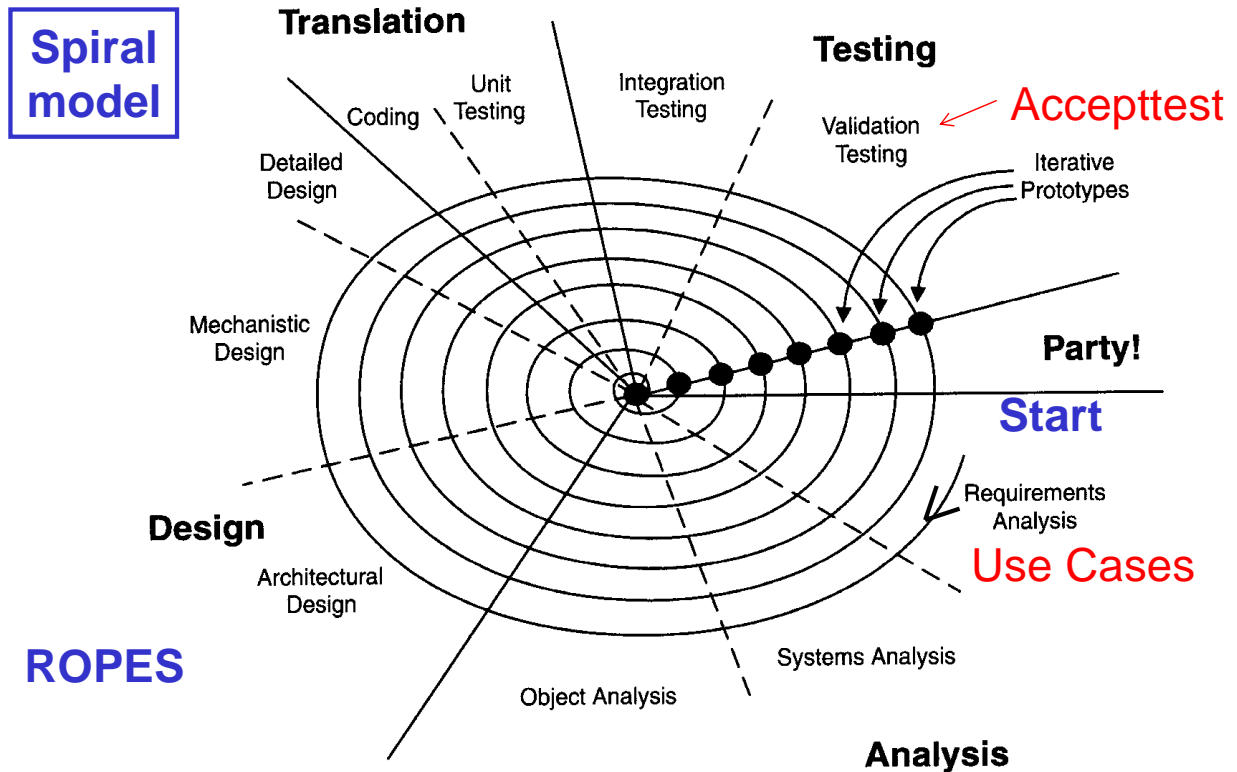 Spiral
model
Translation
Testing
Unit
Testing
Integration
Testing
Coding
Accepttest
Validation
Testing
Detailed
Design
Iterative
Prototypes
Mechanistic
Design
Party!
Start
Requirements
Analysis
Design
Use Cases
Architectural
Design
ROPES
Systems Analysis
Object Analysis
Analysis